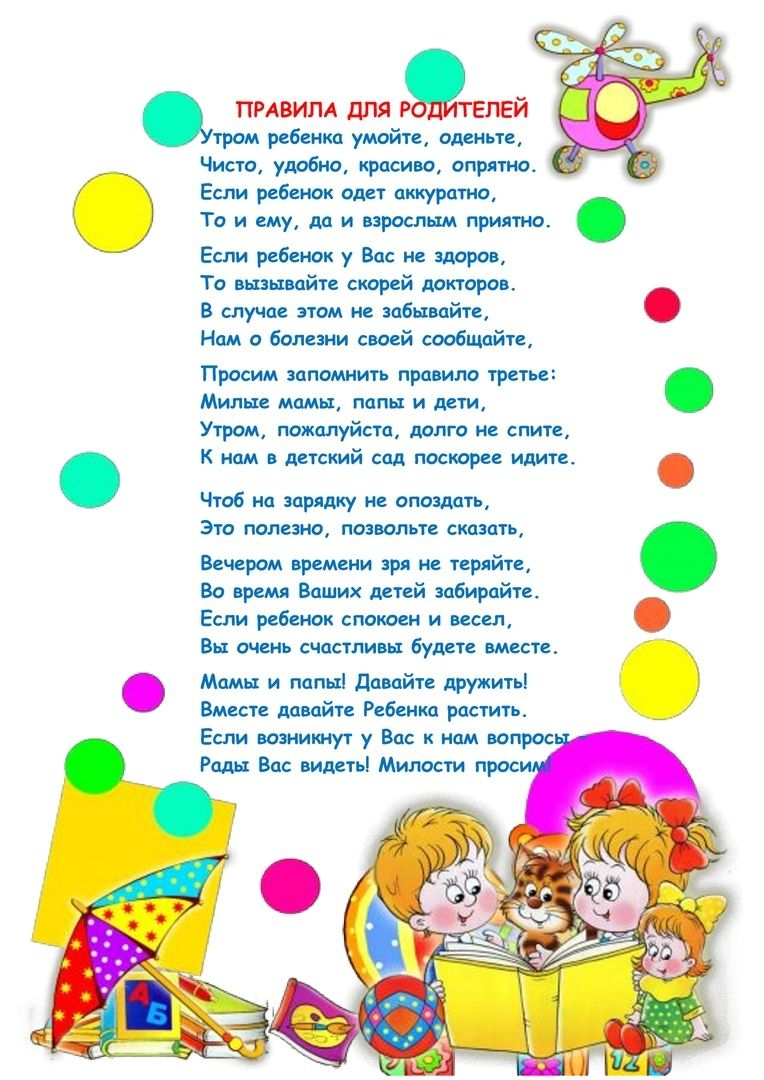 ПРАВИЛА ДЛЯ РОДИТЕЛЕЙ
Утром ребенка умойте, оденьте,
Чисто, удобно, красиво, опрятно.
Если ребенок одет аккуратно,
То и ему, да и взрослым приятно.
Если ребенок у Вас не здоров,
То вызывайте скорей докторов.
В случае этом не забывайте,
Нам о болезни своей сообщайте,
Просим запомнить правило третье:
Милые мамы, папы и дети,
Утром, пожалуйста, долго не спите,
К нам в детский сад поскорее идите.
Чтоб на зарядку не опоздать,
Это полезно, позвольте сказать,
Вечером времени зря не теряйте,
Во время Ваших детей забирайте.
Если ребенок спокоен и весел,
Вы очень счастливы будете вместе.
Мамы и папы! Давайте дружить!
Вместе давайте Ребенка растить.
Если возникнут у Вас к нам вопросы –
Рады Вас видеть! Милости просим!
АБ
12